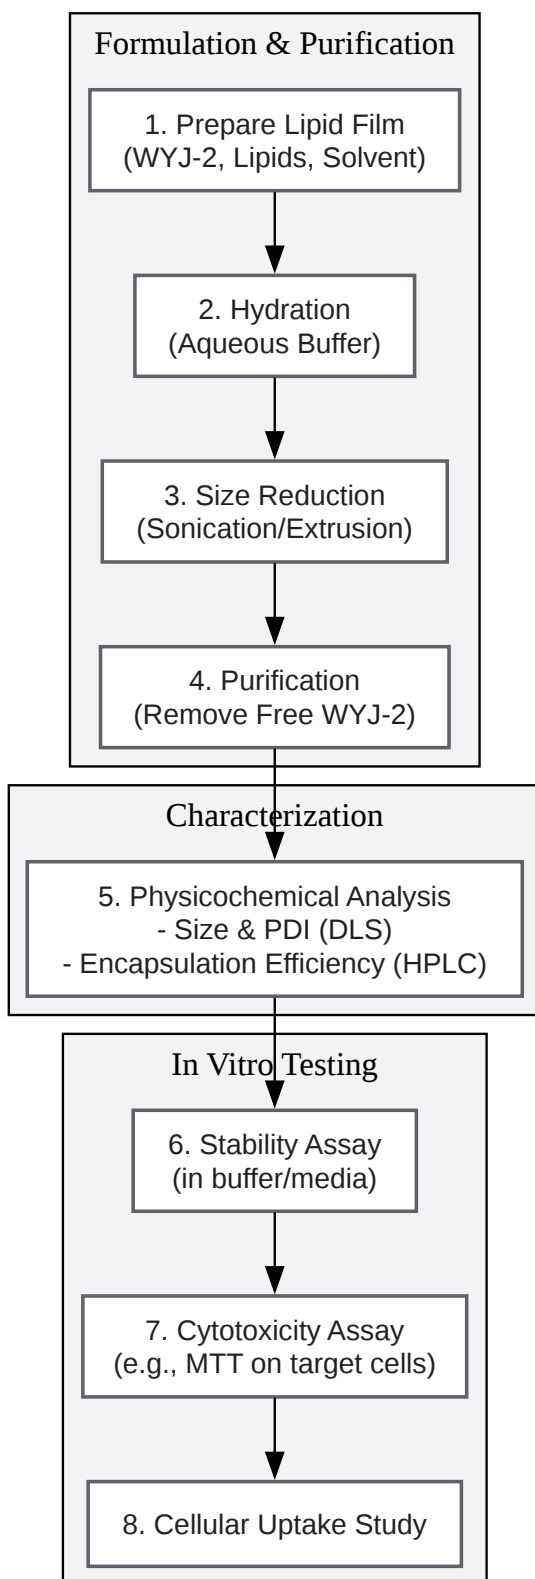 Formulation & Purification
1. Prepare Lipid Film
(WYJ-2, Lipids, Solvent)
2. Hydration
(Aqueous Buffer)
3. Size Reduction
(Sonication/Extrusion)
4. Purification
(Remove Free WYJ-2)
Characterization
5. Physicochemical Analysis
- Size & PDI (DLS)
- Encapsulation Efficiency (HPLC)
In Vitro Testing
6. Stability Assay
(in buffer/media)
7. Cytotoxicity Assay
(e.g., MTT on target cells)
8. Cellular Uptake Study